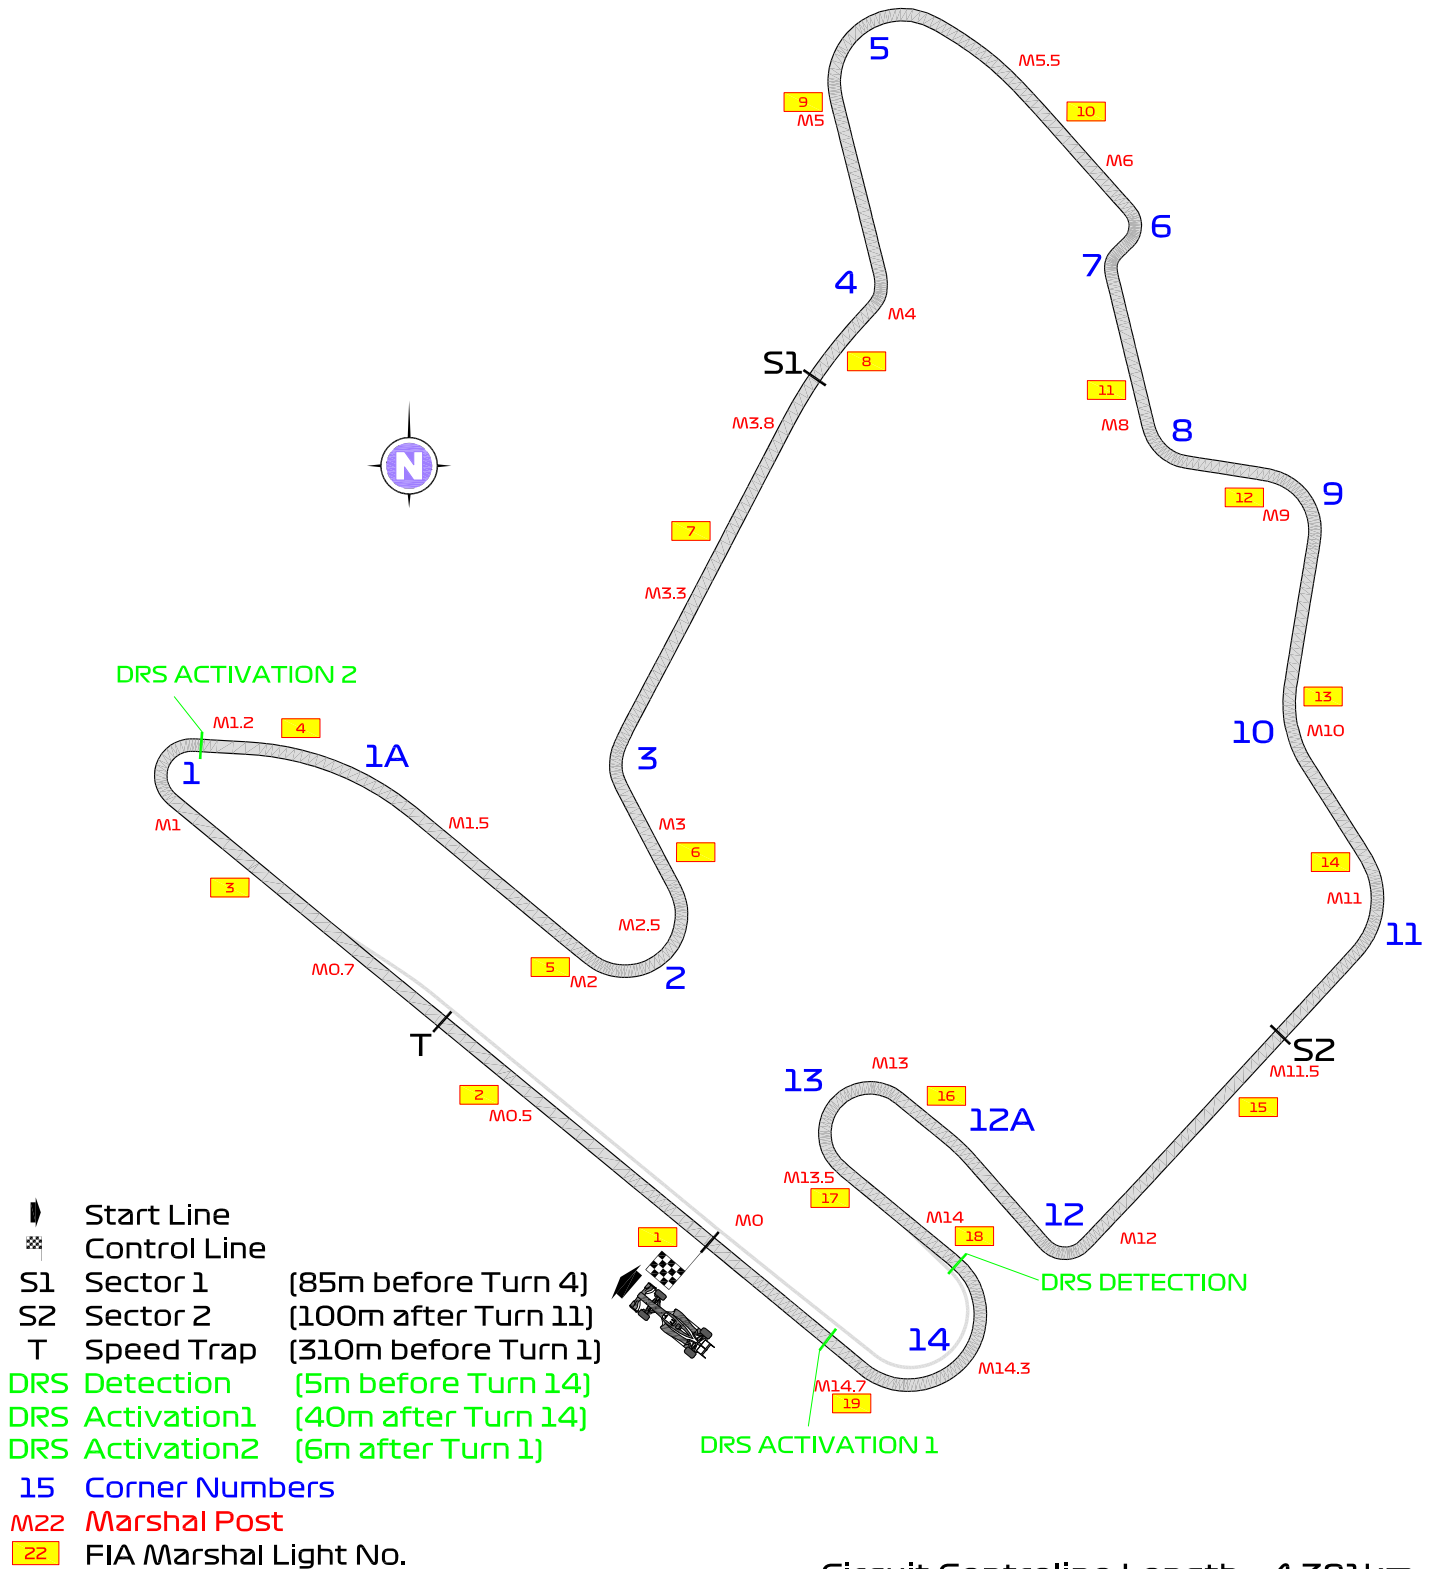 5
M5.5
9
M5
10
M6
6
7
4
M4
S1
8
11
M3.8
M8
8
N
12
M9
9
7
M3.3
DRS ACTIVATION 2
M1.2
4
1A
1
3
13
10
M10
M1
M1.5
M3
6
14
3
M11
M2.5
11
M0.7
5
M2
2
T
S2
M11.5
13
M13
16
12A
15
2
M0.5
M13.5
17
M14
18
12
M12
M0
1
DRS DETECTION
14
M14.3
M14.7
19
DRS ACTIVATION 1
Start Line
Control Line
S1 Sector 1 (85m before Turn 4)
S2 Sector 2 (100m after Turn 11)
T Speed Trap (310m before Turn 1)
DRS Detection (5m before Turn 14)
DRS Activation1 (40m after Turn 14)
DRS Activation2 (6m after Turn 1)
15 Corner Numbers
M22 Marshal Post
22 FIA Marshal Light No.